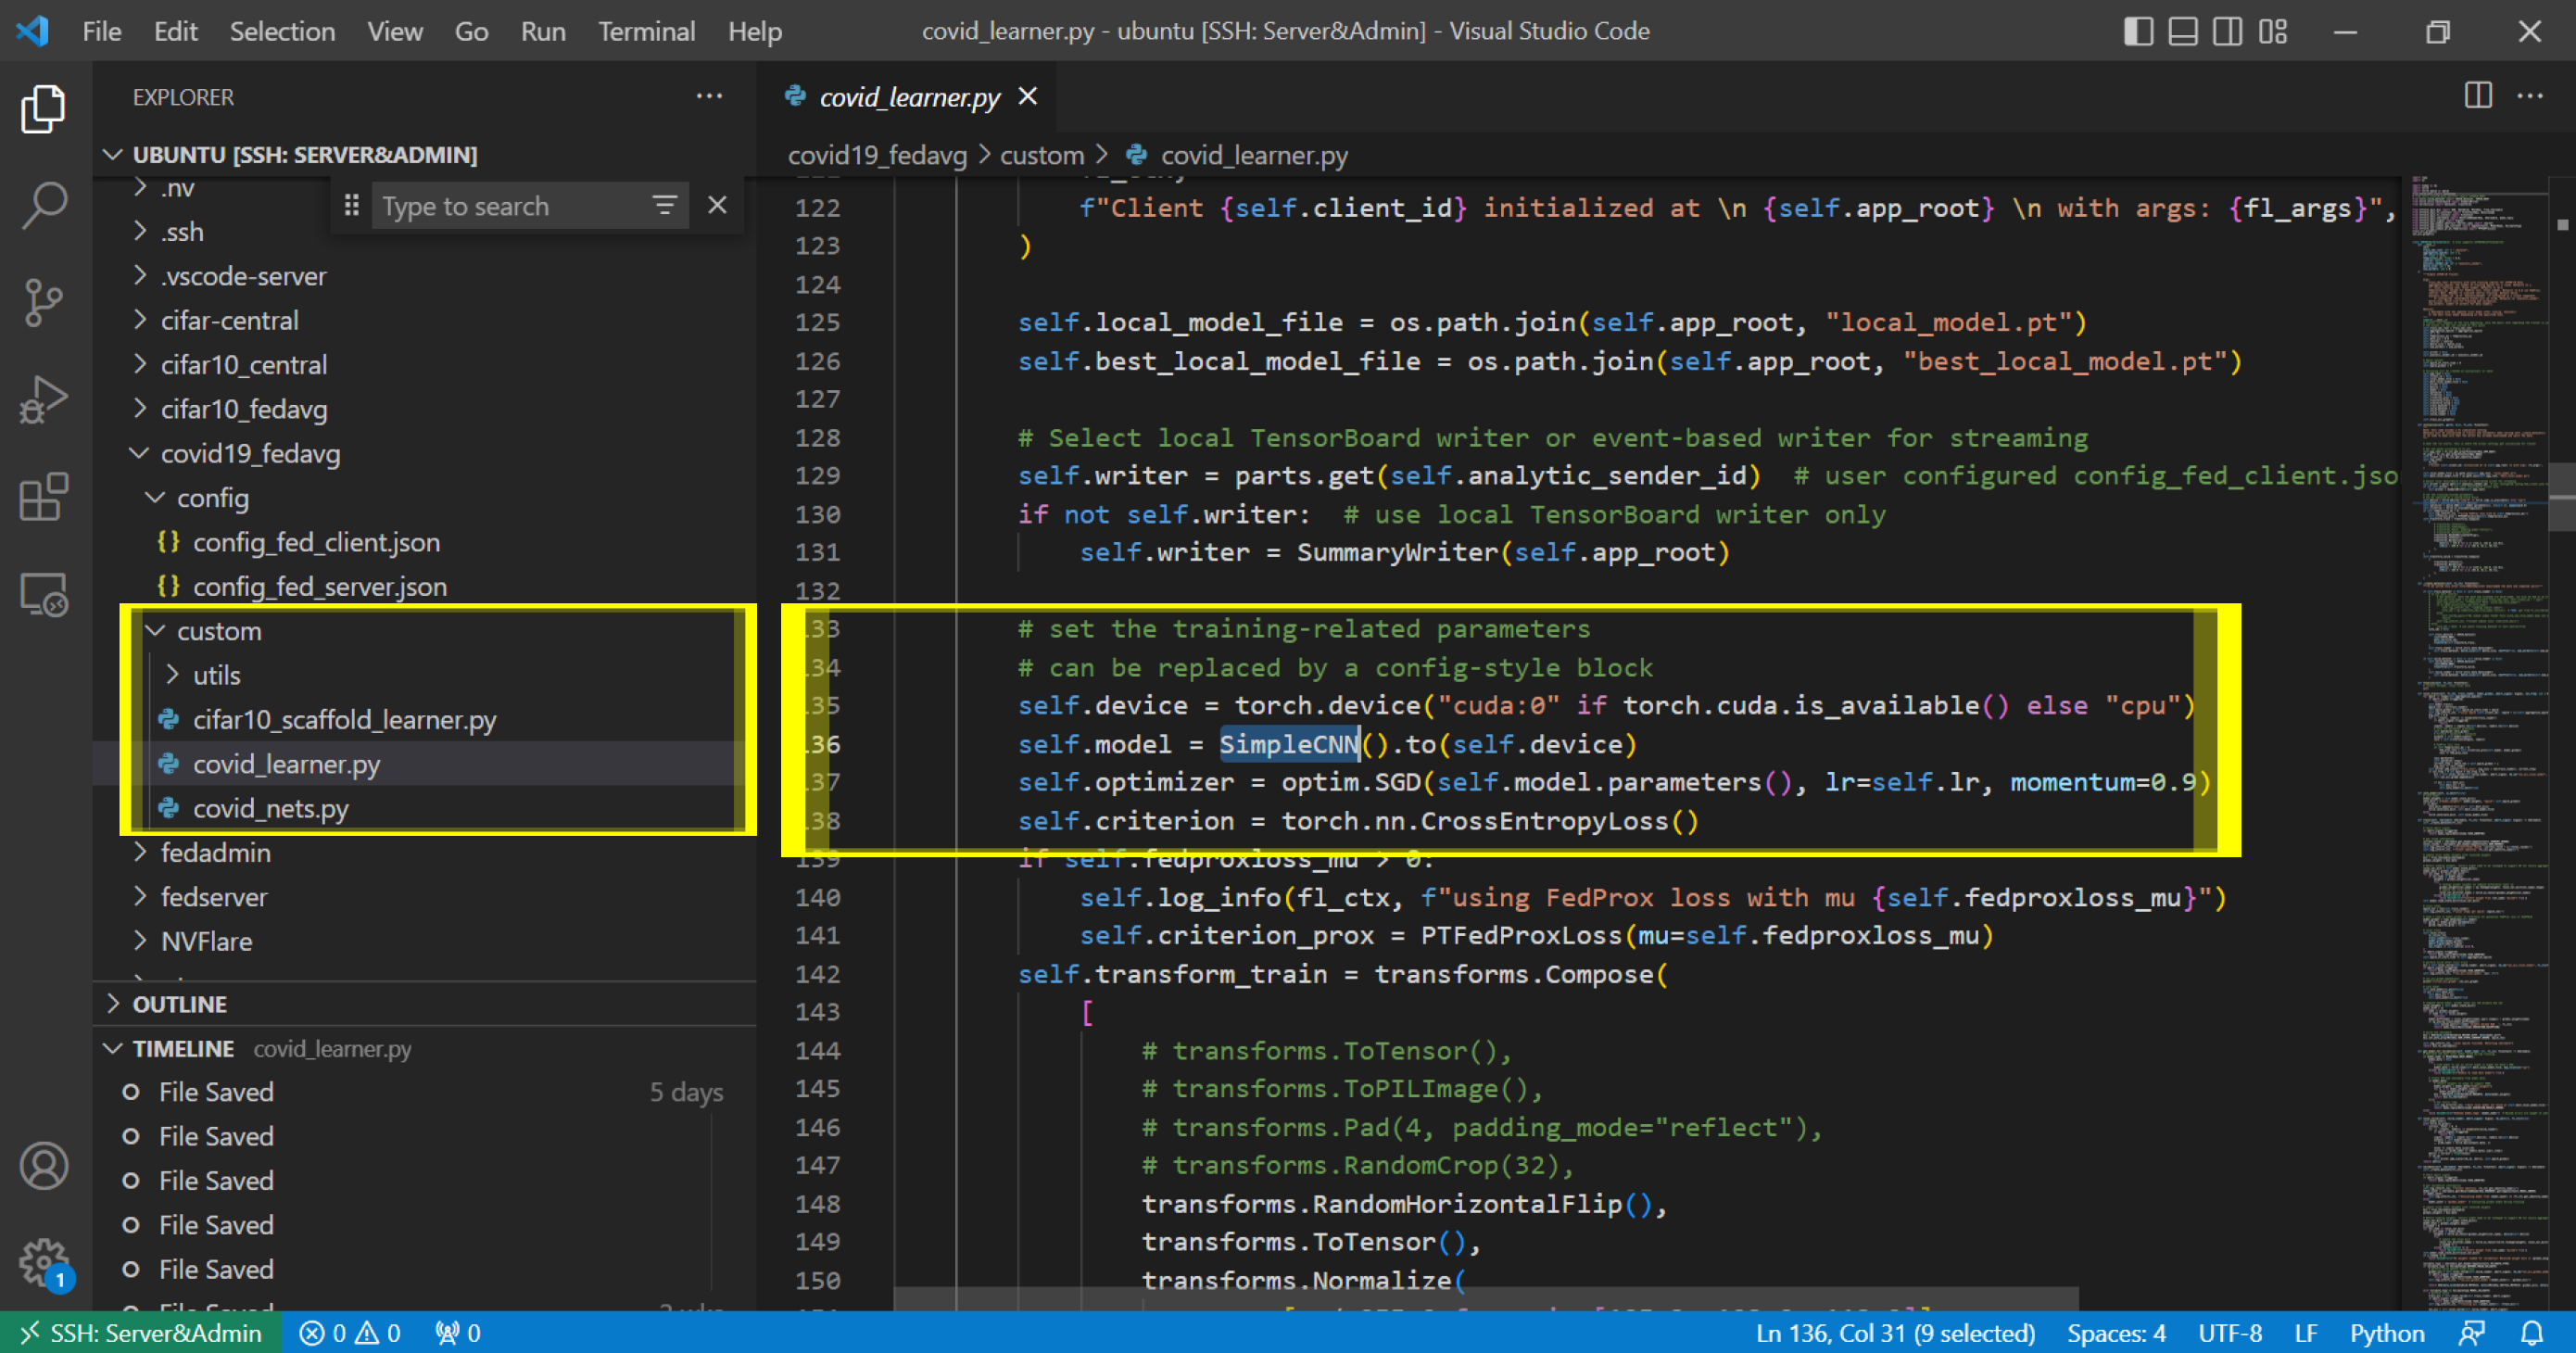 File Edit Selection View Go Run Terminal Help
covid_learner.py - ubuntu [SSH: Server&Admin] - Visual Studio Code
EXPLORER
UBUNTU [SSH: SERVER&ADMIN]
.nv
Type to search
.ssh
.vscode-server
cifar-central
cifar10_central
cifar10_fedavg
covid19_fedavg
config
{} config_fed_client.json
{} config_fed_server.json
custom
utils
cifar10_scaffold_learner.py
covid_learner.py
covid_nets.py
fedadmin
fedserver
NVFlare
OUTLINE
TIMELINE covid_learner.py
File Saved 5 days
File Saved
File Saved
File Saved
File Saved
File Saved 2 wks
1
covid_learner.py
covid19_fedavg > custom > covid_learner.py
122 f"Client {self.client_id} initialized at \n {self.app_root} \n with args: {fl_args}",
123 )
124
125 self.local_model_file = os.path.join(self.app_root, "local_model.pt")
126 self.best_local_model_file = os.path.join(self.app_root, "best_local_model.pt")
127
128 # Select local TensorBoard writer or event-based writer for streaming
129 self.writer = parts.get(self.analytic_sender_id)  # user configured config_fed_client.jso
130 if not self.writer:  # use local TensorBoard writer only
131 self.writer = SummaryWriter(self.app_root)
132
133 # set the training-related parameters
134 # can be replaced by a config-style block
135 self.device = torch.device("cuda:0" if torch.cuda.is_available() else "cpu")
136 self.model = SimpleCNN().to(self.device)
137 self.optimizer = optim.SGD(self.model.parameters(), lr=self.lr, momentum=0.9)
138 self.criterion = torch.nn.CrossEntropyLoss()
139 if self.fedproxloss_mu > 0:
140 self.log_info(fl_ctx, f"using FedProx loss with mu {self.fedproxloss_mu}")
141 self.criterion_prox = PTFedProxLoss(mu=self.fedproxloss_mu)
142 self.transform_train = transforms.Compose(
143 [
144 # transforms.ToTensor(),
145 # transforms.ToPILImage(),
146 # transforms.Pad(4, padding_mode="reflect"),
147 # transforms.RandomCrop(32),
148 transforms.RandomHorizontalFlip(),
149 transforms.ToTensor(),
150 transforms.Normalize(
SSH: Server&Admin 0 0 0
Ln 136, Col 31 (9 selected) Spaces: 4 UTF-8 LF Python